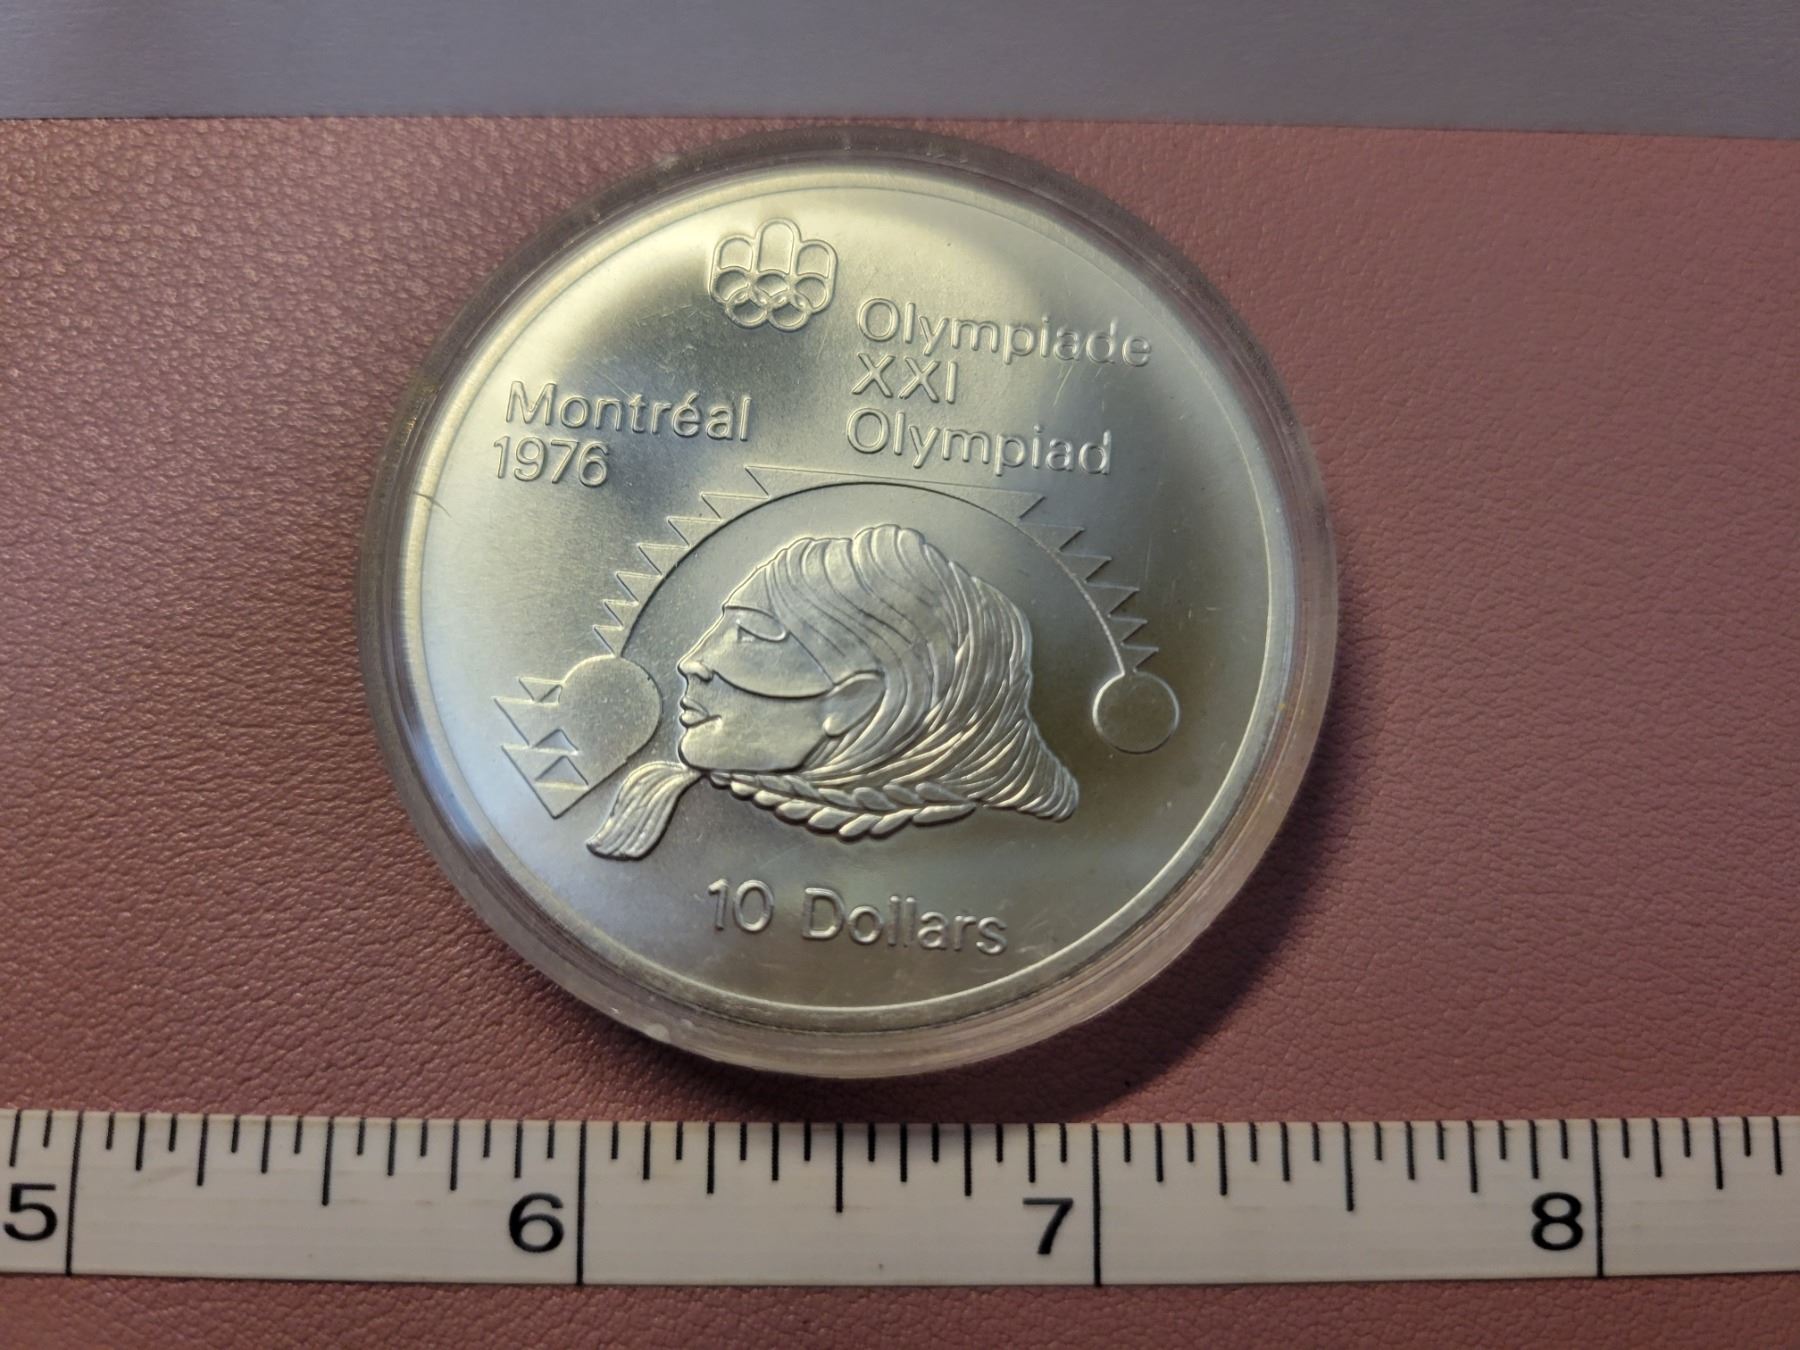 Olympiade
XXI
Olympiad
Montréal
1976
10 Dollars
5 6 7 8